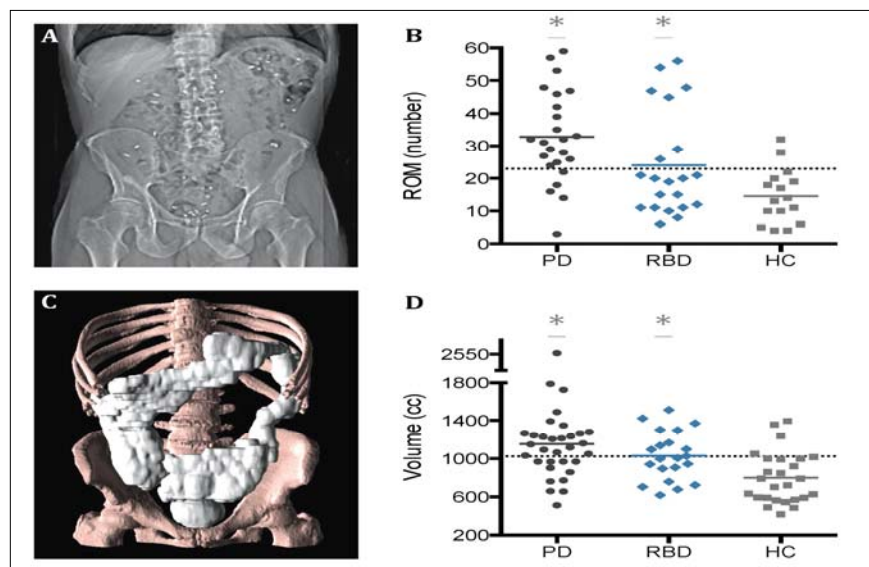 A
B
* *
ROM (number)
60
50
40
30
20
10
0
PD RBD HC
C
D
* *
Volume (cc)
2550
1800
1400
1000
600
200
PD RBD HC